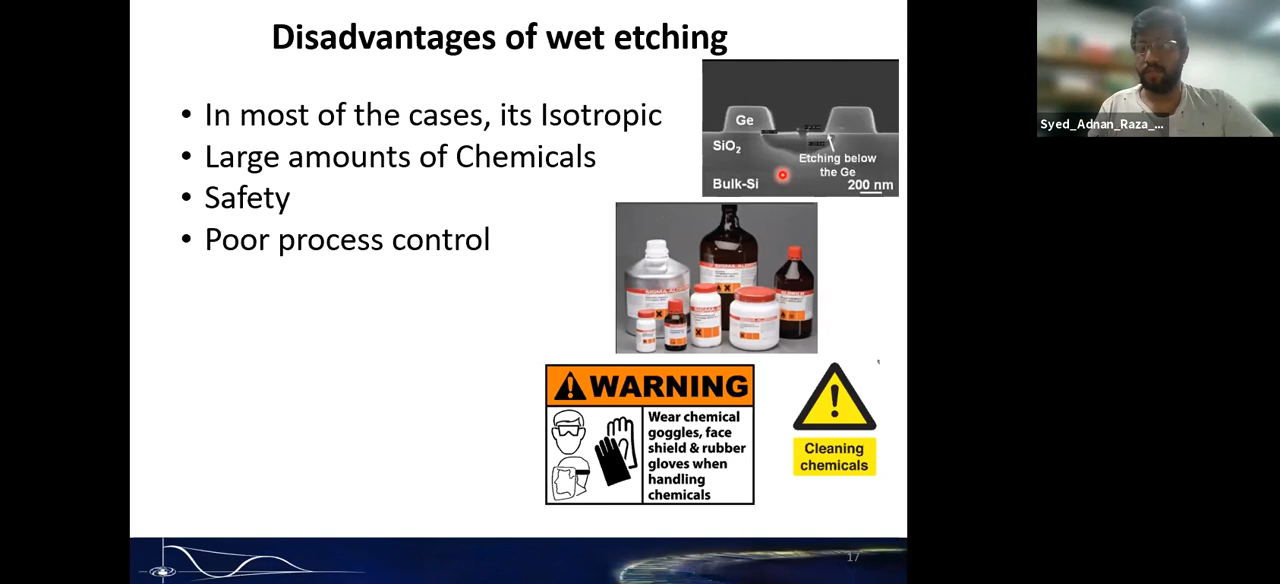 Disadvantages of wet etching
• In most of the cases, its Isotropic
• Large amounts of Chemicals
• Safety
• Poor process control
Ge
SiO2
Etching below
the Ge
Bulk-Si
200 nm
WARNING
Wear chemical
goggles, face
shield & rubber
gloves when
handling
chemicals
Cleaning
chemicals
17
Syed_Adnan_Raza_...